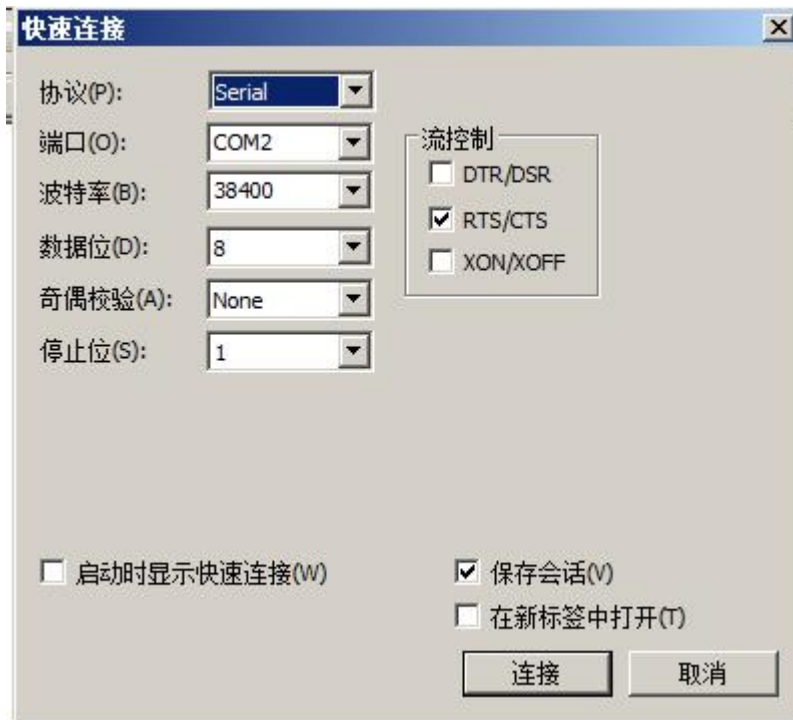 快速连接
协议(P): Serial
端口(O): COM2
波特率(B): 38400
数据位(D): 8
奇偶校验(A): None
停止位(S): 1
流控制
DTR/DSR
RTS/CTS
XON/XOFF
启动时显示快速连接(W)
保存会话(V)
在新标签中打开(T)
连接 取消